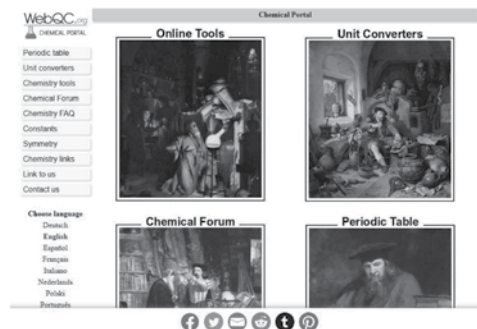 WebQC.org
CHEMICAL PORTAL
Periodic table
Unit converters
Chemistry tools
Chemical Forum
Chemistry FAQ
Constants
Symmetry
Chemistry links
Link to us
Contact us
Choose language
Deutsch
English
Español
Français
Italiano
Nederlands
Polski
Português
Chemical Portal
Online Tools
Unit Converters
Chemical Forum
Periodic Table